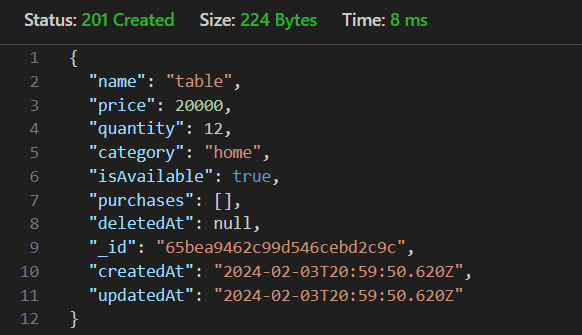 Status: 201 Created Size: 224 Bytes Time: 8 ms
1 {
2 "name": "table",
3 "price": 20000,
4 "quantity": 12,
5 "category": "home",
6 "isAvailable": true,
7 "purchases": [],
8 "deletedAt": null,
9 "_id": "65bea9462c99d546cebd2c9c",
10 "createdAt": "2024-02-03T20:59:50.620Z",
11 "updatedAt": "2024-02-03T20:59:50.620Z"
12 }